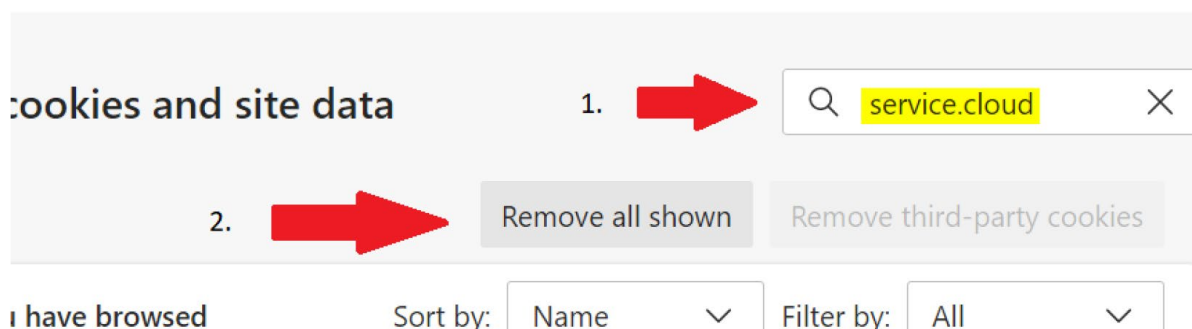 cookies and site data 1. service.cloud
2. Remove all shown Remove third-party cookies
u have browsed Sort by: Name Filter by: All